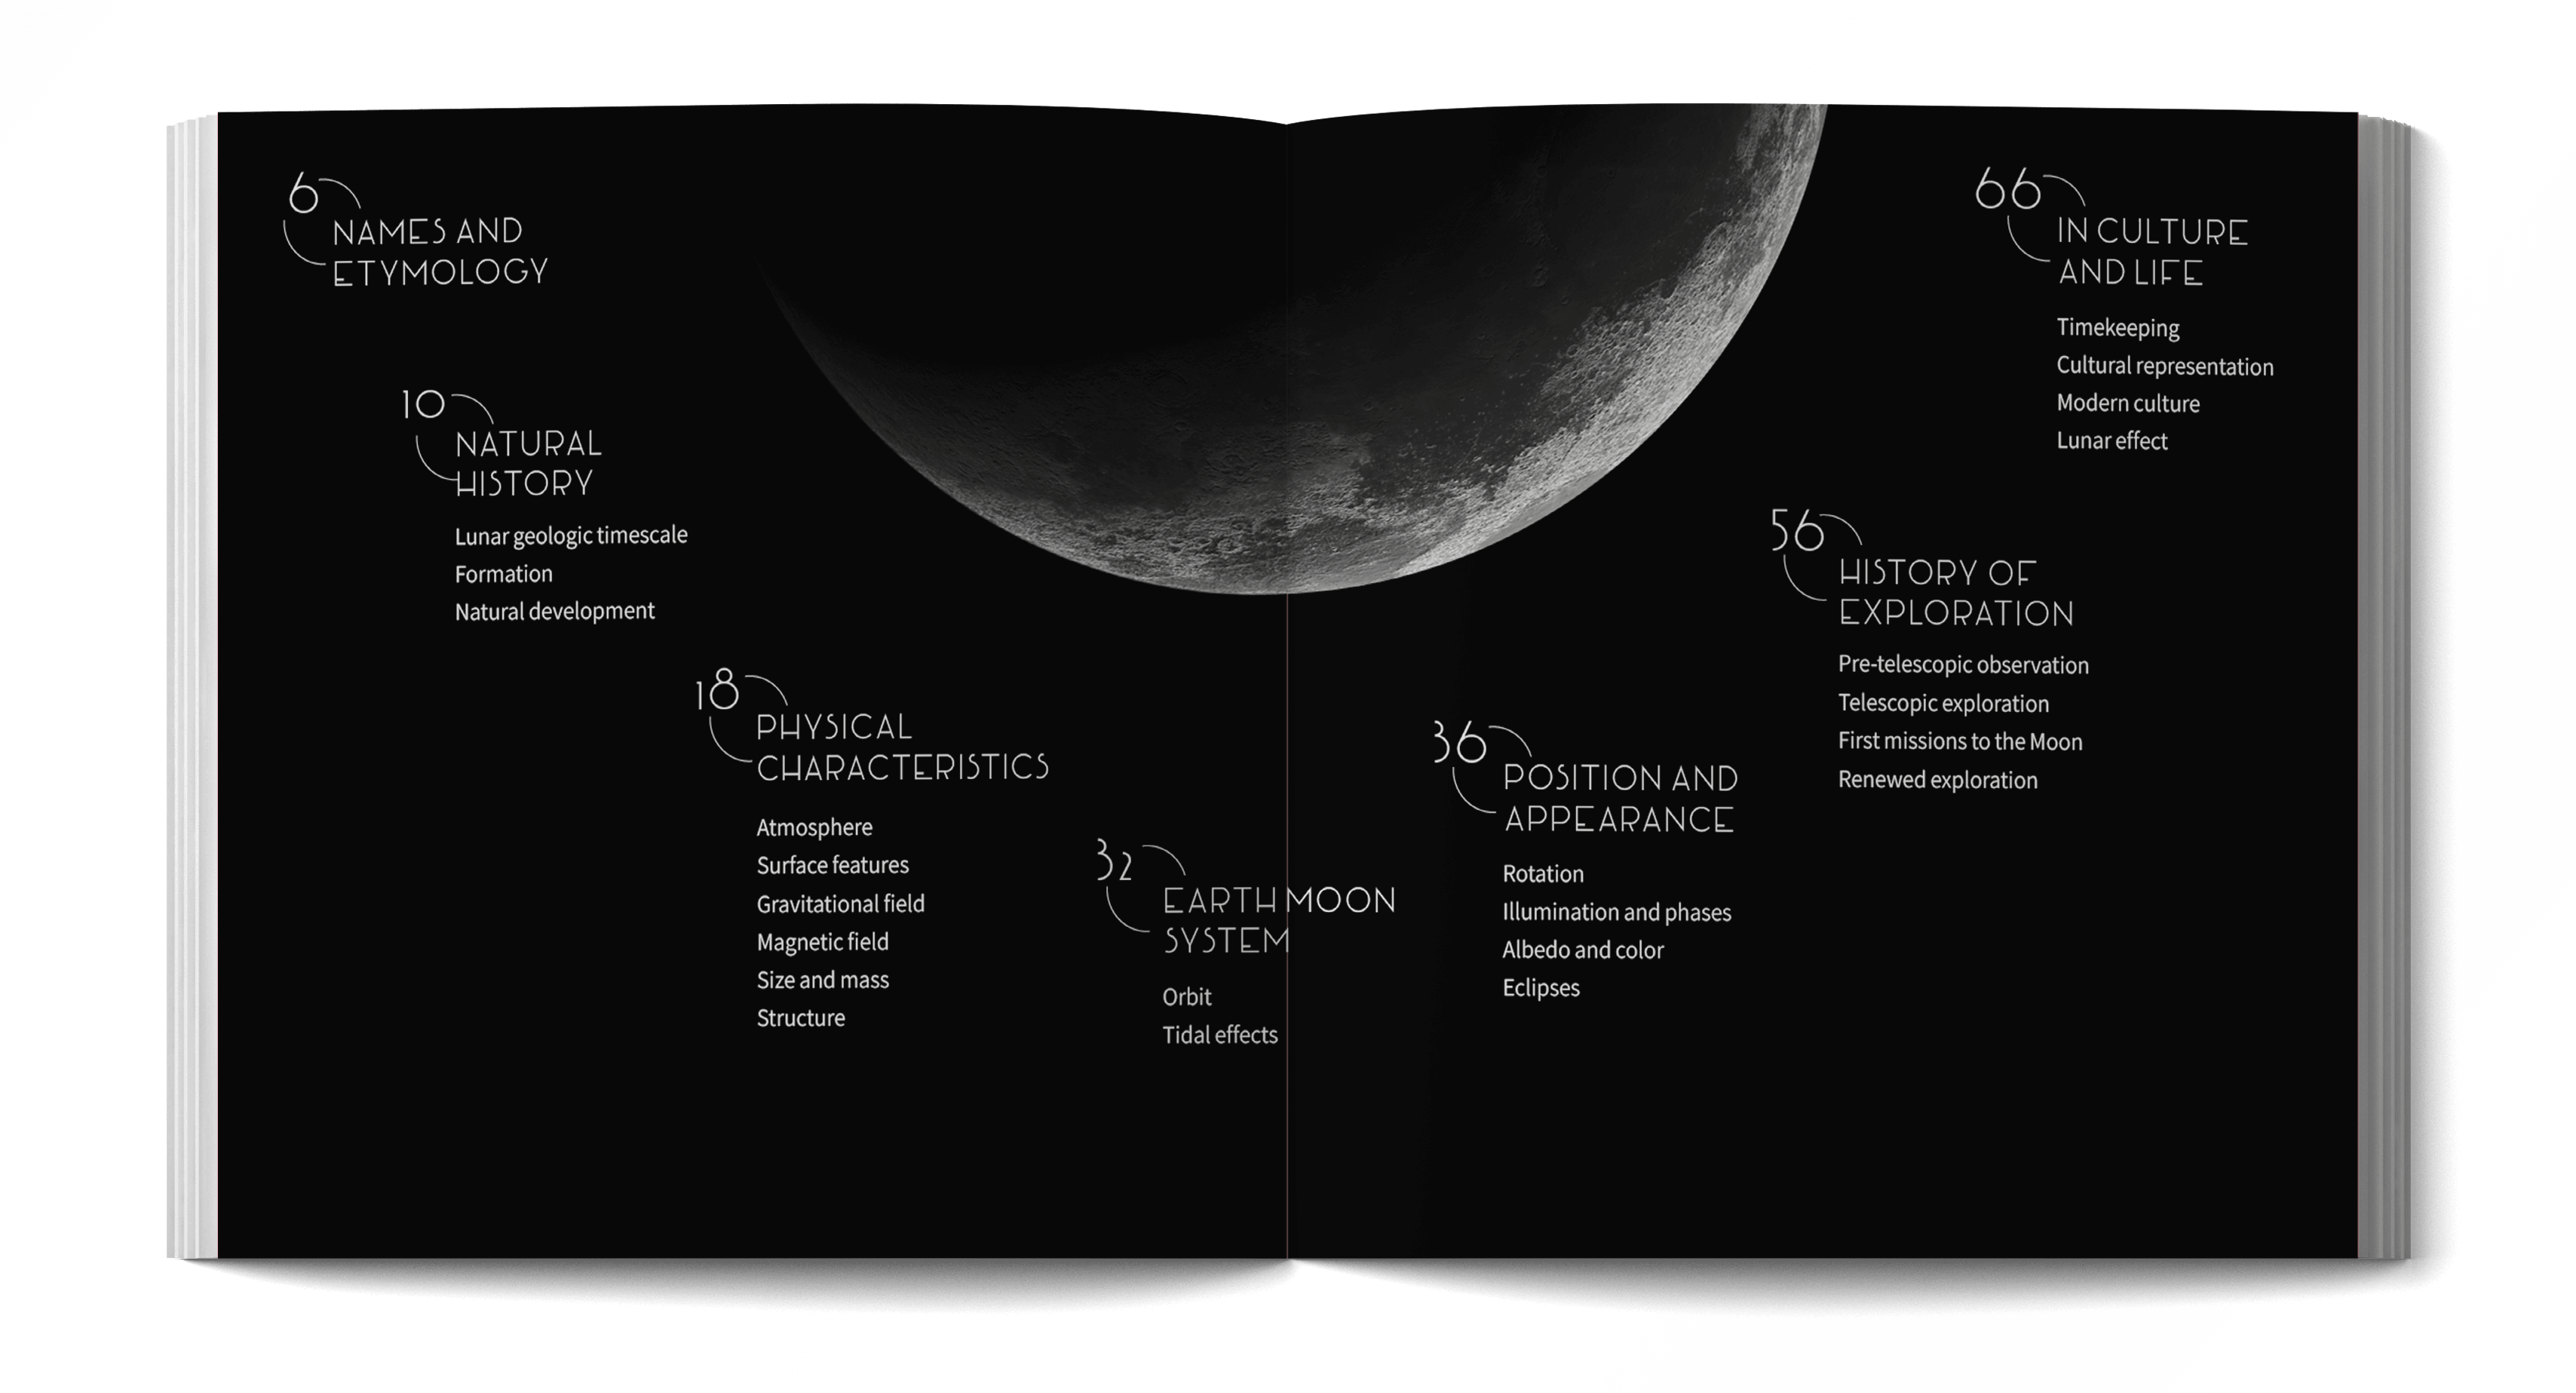 6
NAMES AND
ETYMOLOGY
10
NATURAL
HISTORY
Lunar geologic timescale
Formation
Natural development
18
PHYSICAL
CHARACTERISTICS
Atmosphere
Surface features
Gravitational field
Magnetic field
Size and mass
Structure
32
EARTH MOON
SYSTEM
Orbit
Tidal effects
36
POSITION AND
APPEARANCE
Rotation
Illumination and phases
Albedo and color
Eclipses
56
HISTORY OF
EXPLORATION
Pre-telescopic observation
Telescopic exploration
First missions to the Moon
Renewed exploration
66
IN CULTURE
AND LIFE
Timekeeping
Cultural representation
Modern culture
Lunar effect